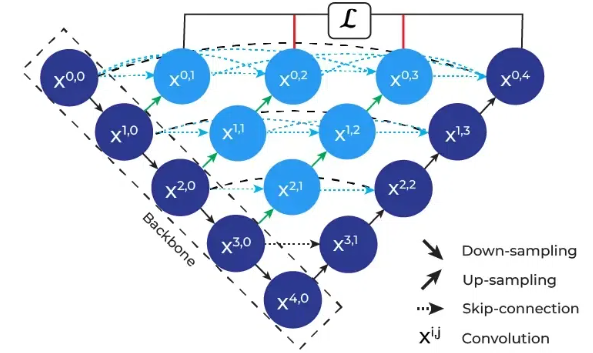 ℒ
X⁰,⁰ X⁰,¹ X⁰,² X⁰,³ X⁰,⁴
X¹,⁰ X¹,¹ X¹,² X¹,³
X²,⁰ X²,¹ X²,² 
X³,⁰ X³,¹
X⁴,⁰
Backbone
Down-sampling
Up-sampling
Skip-connection
Xi,j Convolution